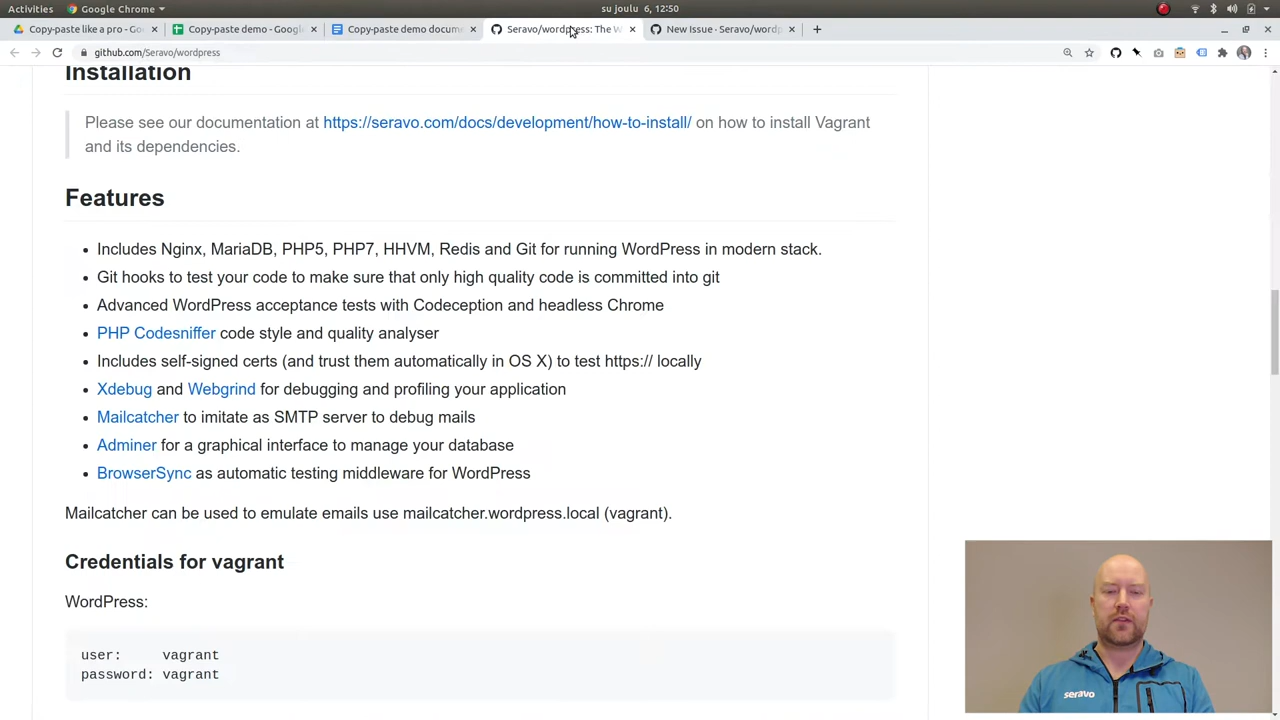 Activities
Google Chrome
su joulu 6, 12:50
Copy-paste like a pro - Go
Copy-paste demo - Google
Copy-paste demo docum
Seravo/wordpress: The W
New Issue · Seravo/wordp
github.com/Seravo/wordpress
Installation
Please see our documentation at https://seravo.com/docs/development/how-to-install/ on how to install Vagrant
and its dependencies.
Features
• Includes Nginx, MariaDB, PHP5, PHP7, HHVM, Redis and Git for running WordPress in modern stack.
• Git hooks to test your code to make sure that only high quality code is committed into git
• Advanced WordPress acceptance tests with Codeception and headless Chrome
• PHP Codesniffer code style and quality analyser
• Includes self-signed certs (and trust them automatically in OS X) to test https:// locally
• Xdebug and Webgrind for debugging and profiling your application
• Mailcatcher to imitate as SMTP server to debug mails
• Adminer for a graphical interface to manage your database
• BrowserSync as automatic testing middleware for WordPress
Mailcatcher can be used to emulate emails use mailcatcher.wordpress.local (vagrant).
Credentials for vagrant
WordPress:
user: vagrant
password: vagrant
seravo